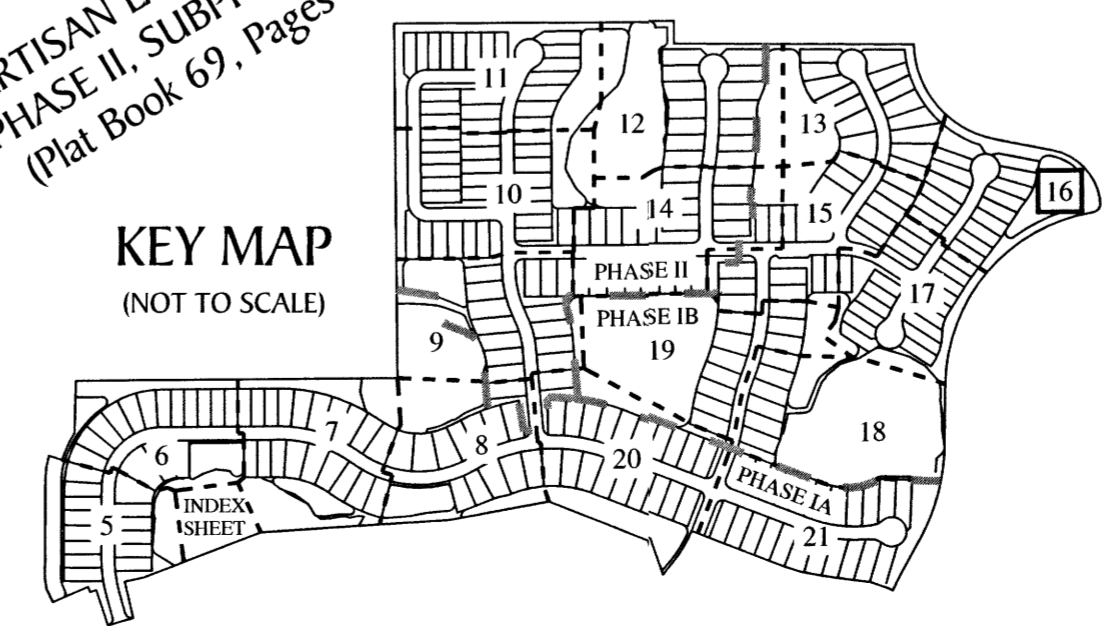 RTISAN
PHASE II, SUBP
(Plat Book 69, Pages
KEY MAP
(NOT TO SCALE)
11
12
13
10
14
15
16
PHASE II
17
PHASE IB
9
19
18
7
8
6
20
PHASE IA
INDEX
SHEET
5
21